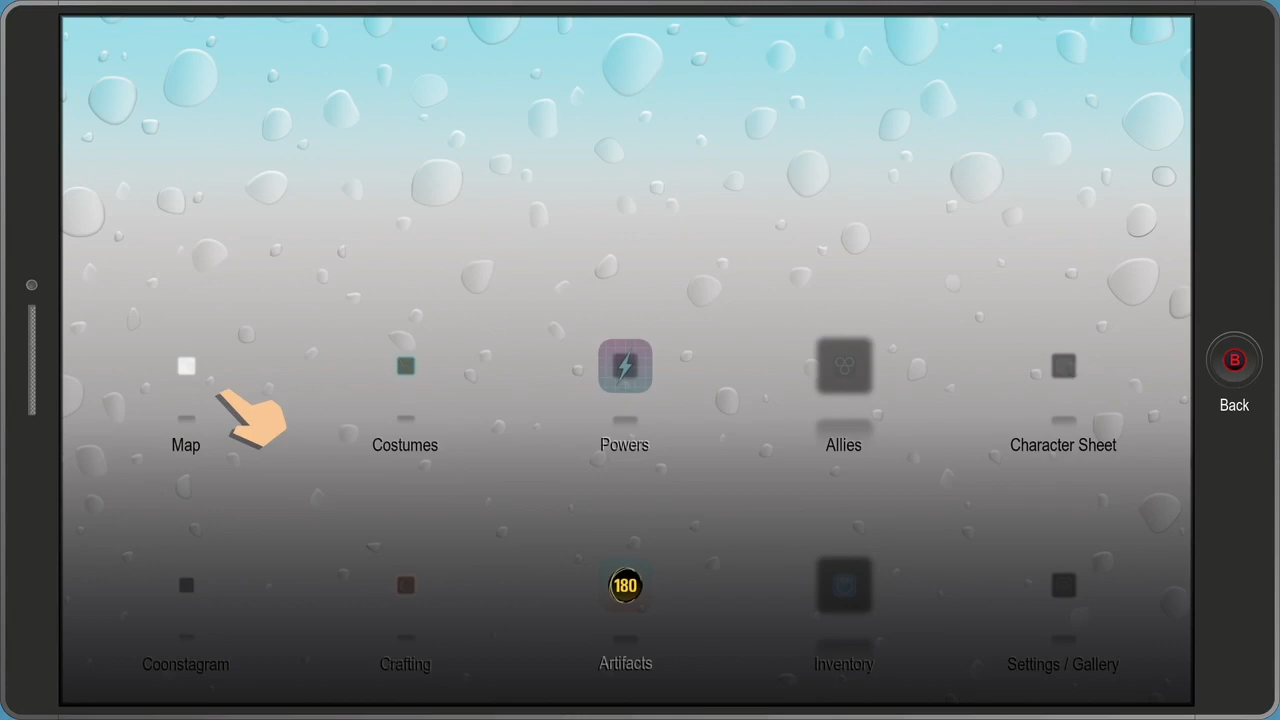 Map
Costumes
Powers
Allies
Character Sheet
B
Back
180
Coonstagram
Crafting
Artifacts
Inventory
Settings / Gallery